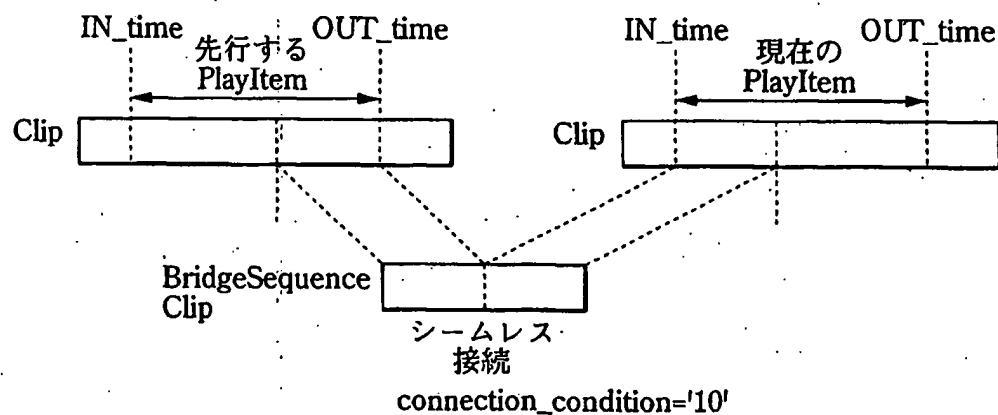 IN_time
OUT_time
先行する
PlayItem
IN_time
OUT_time
現在の
PlayItem
Clip
Clip
BridgeSequence
Clip
シームレス
接続
connection_condition='10'